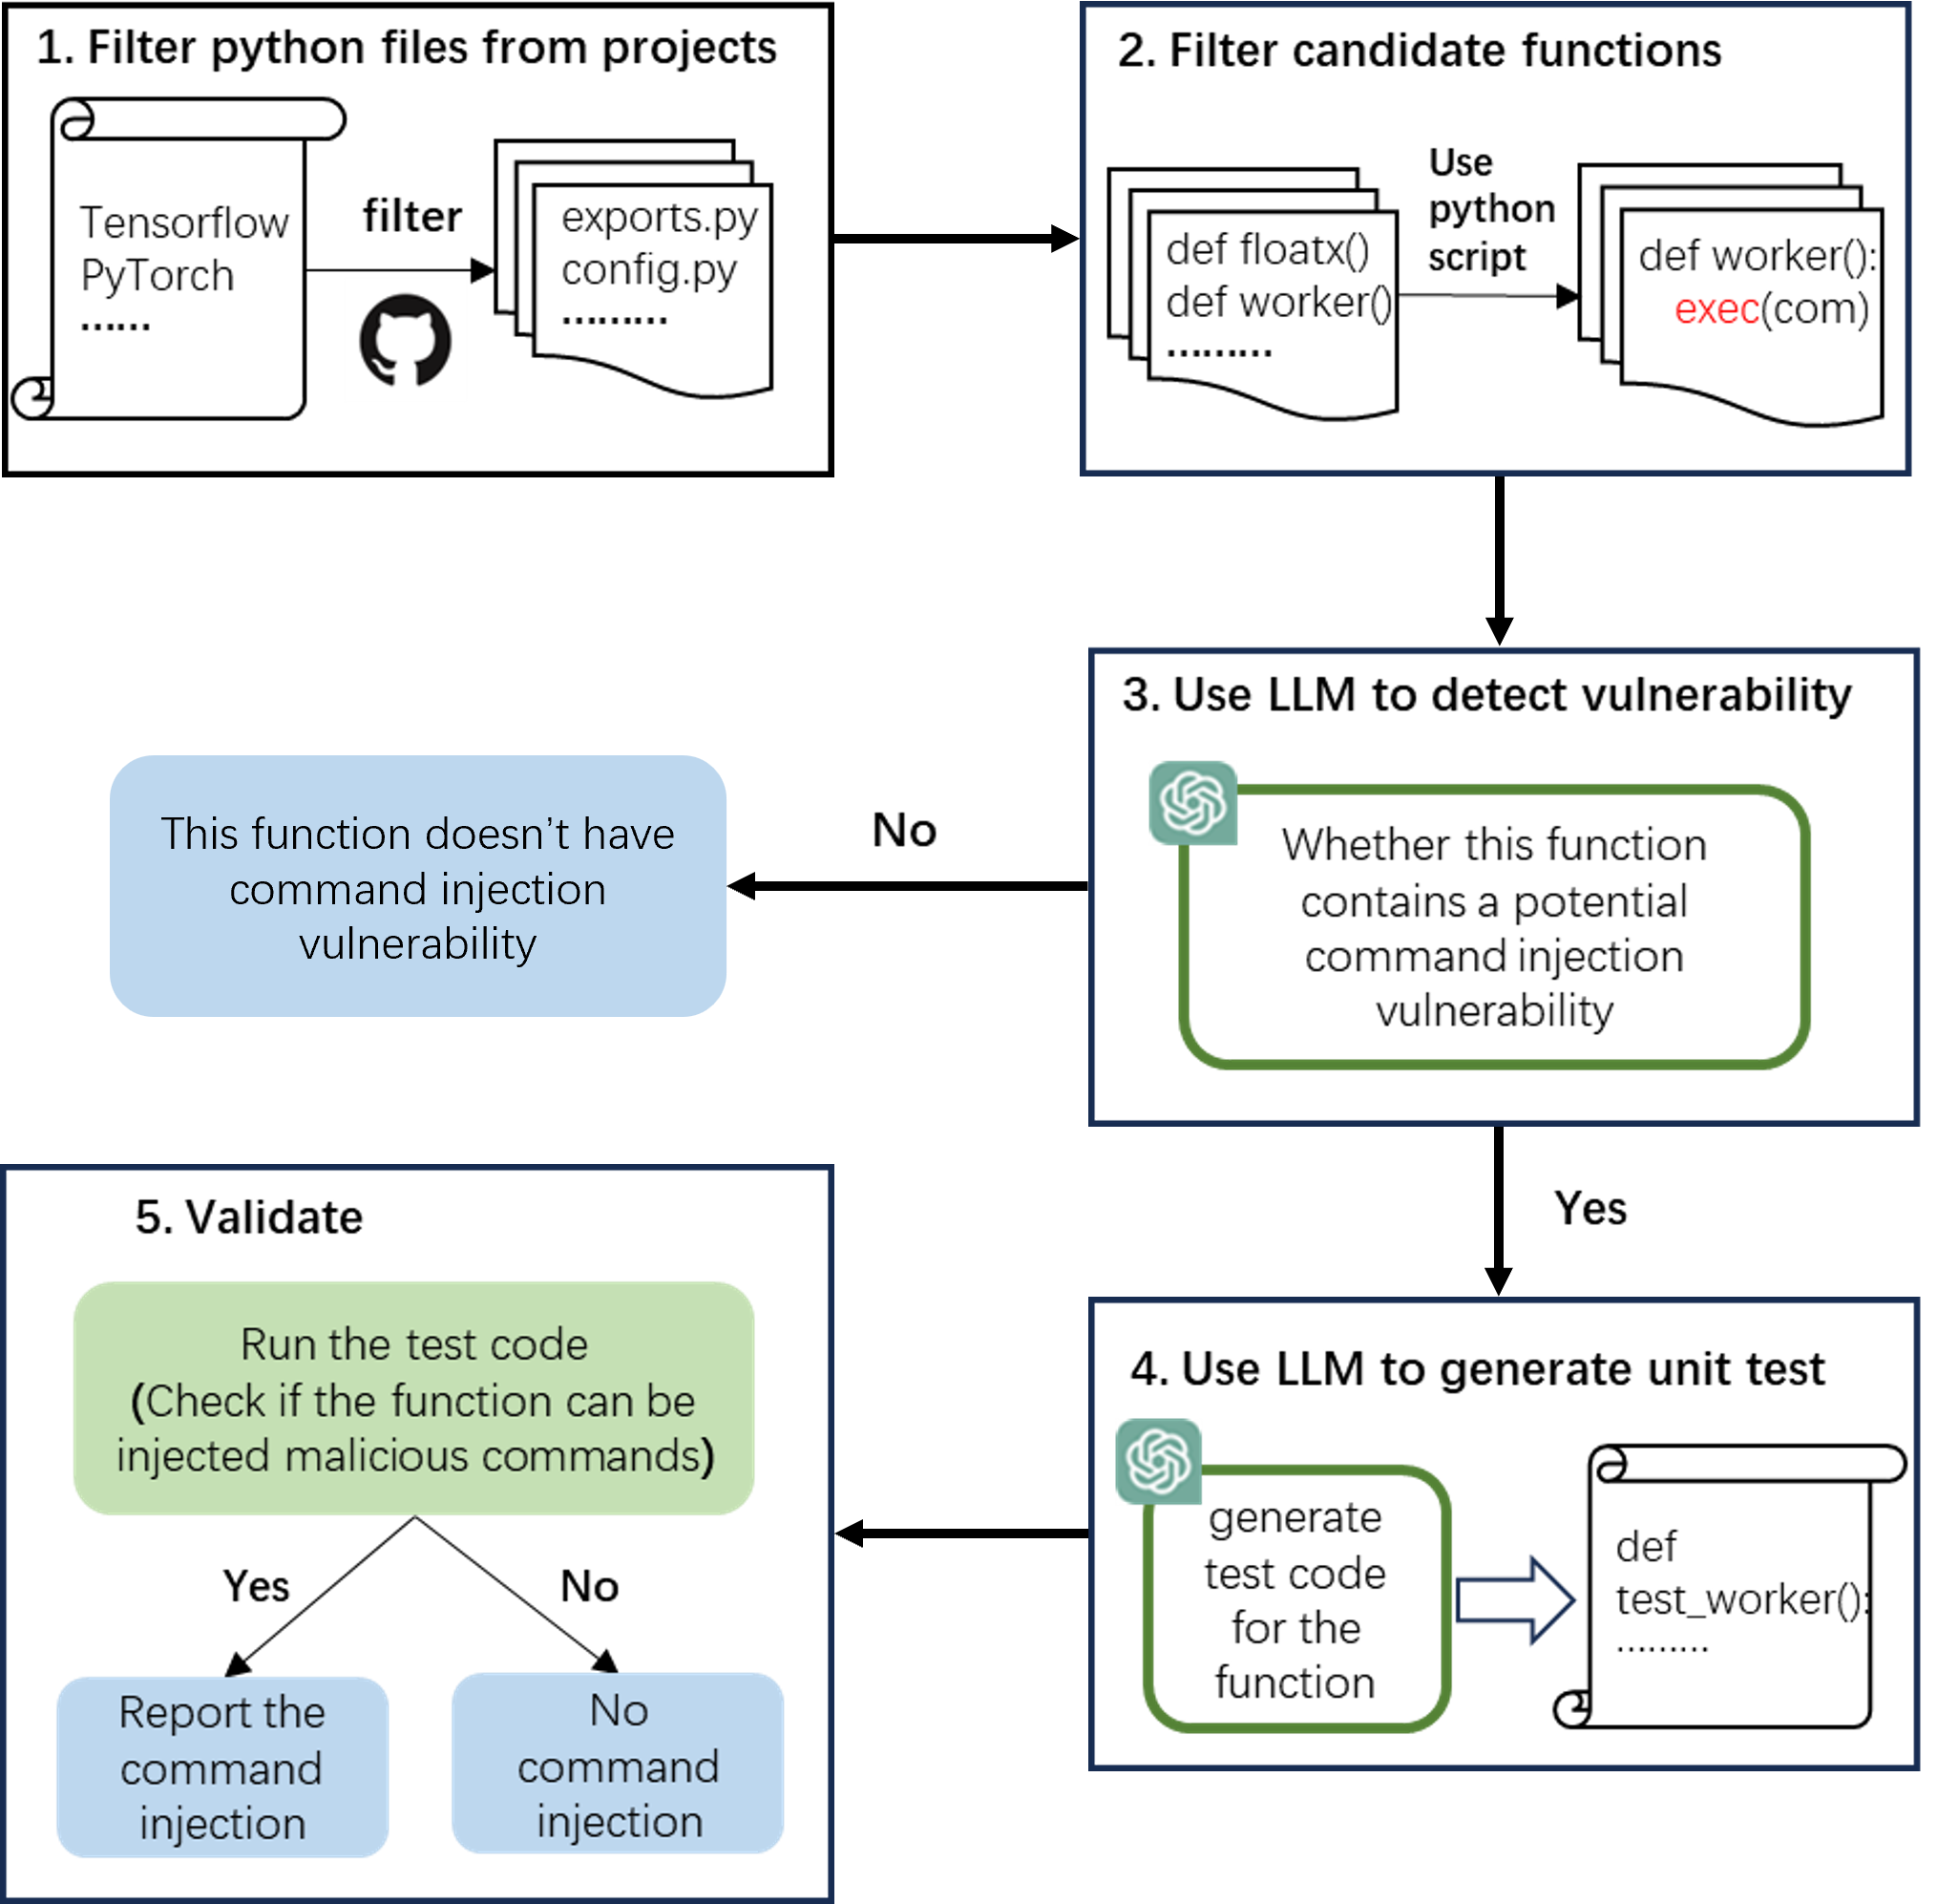 1. Filter python files from projects
Tensorflow
PyTorch
......
filter
exports.py
config.py
.........
2. Filter candidate functions
def floatx()
def worker()
.........
Use
python
script
def worker():
exec(com)
3. Use LLM to detect vulnerability
Whether this function
contains a potential
command injection
vulnerability
No
This function doesn’t have
command injection
vulnerability
Yes
4. Use LLM to generate unit test
generate
test code
for the
function
def
test_worker():
.........
5. Validate
Run the test code
(Check if the function can be
injected malicious commands)
Yes
No
Report the
command
injection
No
command
injection